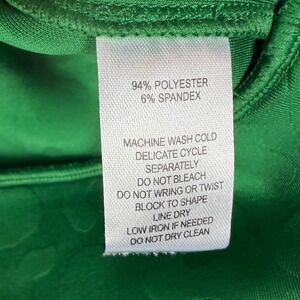 94% POLYESTER
6% SPANDEX
MACHINE WASH COLD
DELICATE CYCLE
SEPARATELY
DO NOT BLEACH
DO NOT WRING OR TWIST
BLOCK TO SHAPE
LINE DRY
LOW IRON IF NEEDED
DO NOT DRY CLEAN